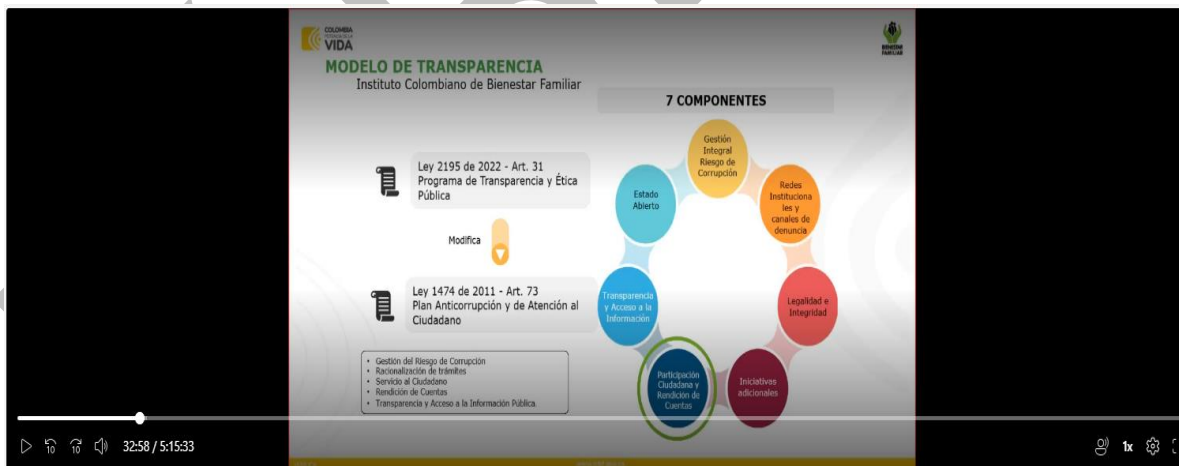 COLOMBIA
VIDA
BIENESTAR
FAMILIAR
MODELO DE TRANSPARENCIA
Instituto Colombiano de Bienestar Familiar
7 COMPONENTES
Ley 2195 de 2022 - Art. 31
Programa de Transparencia y Ética
Pública
Modifica
Ley 1474 de 2011 - Art. 73
Plan Anticorrupción y de Atención al
Ciudadano
• Gestión del Riesgo de Corrupción
• Racionalización de trámites
• Servicio al Ciudadano
• Rendición de Cuentas
• Transparencia y Acceso a la Información Pública.
Gestión
Integral
Riesgo de
Corrupción
Redes
Instituciona
les y
canales de
denuncia
Legalidad e
Integridad
Iniciativas
adicionales
Participación
Ciudadana y
Rendición de
Cuentas
Transparencia
y Acceso a la
Información
Estado
Abierto
10
10
32:58 / 5:15:33
1x